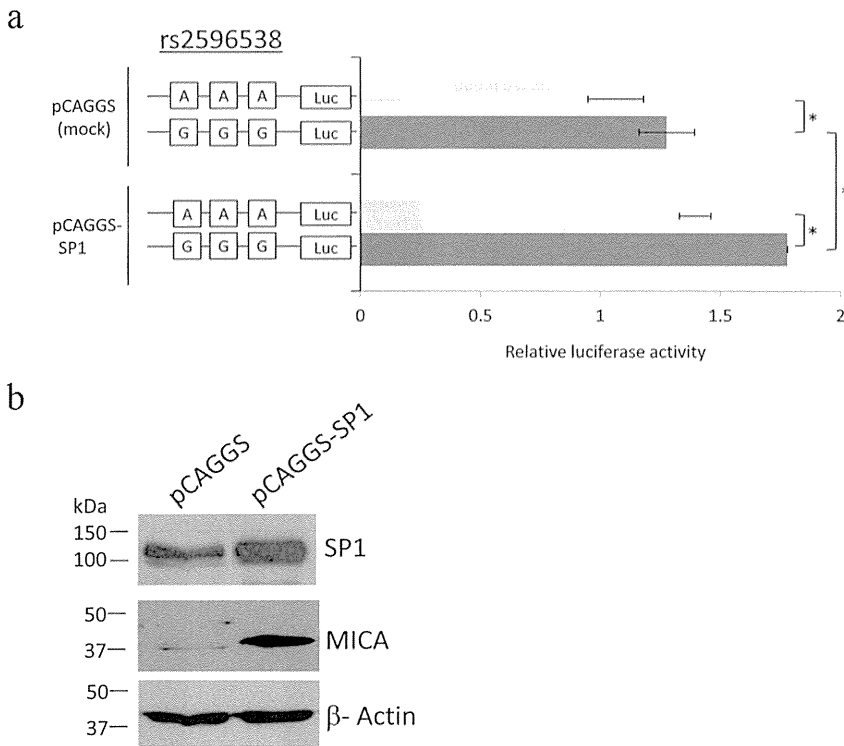 a
rs2596538
pCAGGS
(mock)
A A A Luc
G G G Luc
*
pCAGGS-
SP1
A A A Luc
G G G Luc
*
0 0.5 1 1.5 2
Relative luciferase activity
b
pCAGGS
pCAGGS-SP1
kDa
150
100
SP1
50
37
MICA
50
37
β- Actin